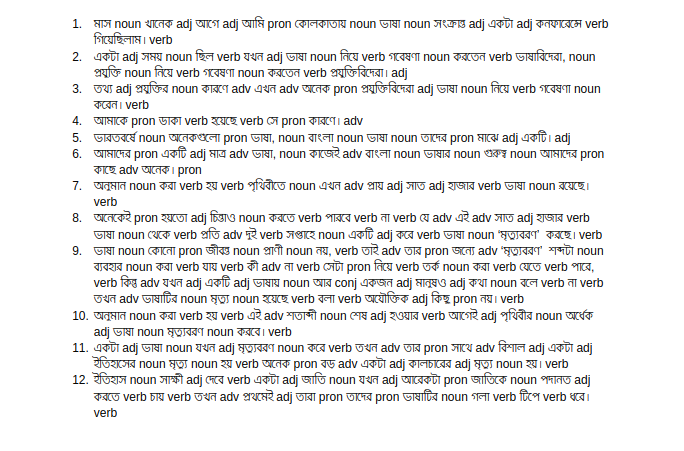 1. মাস noun খানেক adj আগে adj আমি pron কোলকাতায় noun ভাষা noun সংক্রান্ত adj একটা adj কনফারেন্সে verb
গিয়েছিলাম। verb
2. একটা adj সময় noun ছিল verb যখন adj ভাষা noun নিয়ে verb গবেষণা noun করতেন verb ভাষাবিদেরা, noun
প্রযুক্তি noun নিয়ে verb গবেষণা noun করতেন verb প্রযুক্তিবিদেরা। adj
3. তথ্য adj প্রযুক্তির noun কারণে adv এখন adv অনেক pron প্রযুক্তিবিদেরা adj ভাষা noun নিয়ে verb গবেষণা noun
করেন। verb
4. আমাকে pron ডাকা verb হয়েছে verb সে pron কারণে। adv
5. ভারতবর্ষে noun অনেকগুলো pron ভাষা, noun বাংলা noun ভাষা noun তাদের pron মাঝে adj একটি। adj
6. আমাদের pron একটি adj মাত্র adv ভাষা, noun কাজেই adv বাংলা noun ভাষার noun গুরুত্ব noun আমাদের pron
কাছে adv অনেক। pron
7. অনুমান noun করা verb হয় verb পৃথিবীতে noun এখন adv প্রায় adj সাত adj হাজার verb ভাষা noun রয়েছে।
verb
8. অনেকেই pron হয়তো adj চিন্তাও noun করতে verb পারবে verb না verb যে adv এই adv সাত adj হাজার verb
ভাষা noun থেকে verb প্রতি adv দুই verb সপ্তাহে noun একটি adj করে verb ভাষা noun ‘মৃত্যুবরণ’ করছে। verb
9. ভাষা noun কোনো pron জীবন্ত noun প্রাণী noun নয়, verb তাই adv তার pron জন্যে adv ‘মৃত্যুবরণ’ শব্দটা noun
ব্যবহার noun করা verb যায় verb কী adv না verb সেটা pron নিয়ে verb তর্ক noun করা verb যেতে verb পারে,
verb কিন্তু adv যখন adj একটি adj ভাষায় noun আর conj একজন adj মানুষও adj কথা noun বলে verb না verb
তখন adv ভাষাটির noun মৃত্যু noun হয়েছে verb বলা verb অযৌক্তিক adj কিছু pron নয়। verb
10. অনুমান noun করা verb হয় verb এই adv শতাব্দী noun শেষ adj হওয়ার verb আগেই adj পৃথিবীর noun অর্ধেক
adj ভাষা noun মৃত্যুবরণ noun করবে। verb
11. একটা adj ভাষা noun যখন adj মৃত্যুবরণ noun করে verb তখন adv তার pron সাথে adv বিশাল adj একটা adj
ইতিহাসের noun মৃত্যু noun হয় verb অনেক pron বড় adv একটা adj কালচারের adj মৃত্যু noun হয়। verb
12. ইতিহাস noun সাক্ষী adj দেবে verb একটা adj জাতি noun যখন adj আরেকটা pron জাতিকে noun পদানত adj
করতে verb চায় verb তখন adv প্রথমেই adj তারা pron তাদের pron ভাষাটির noun গলা verb টিপে verb ধরে।
verb